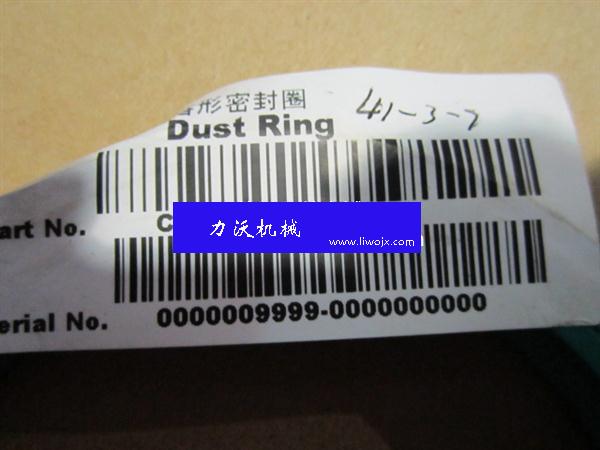 形密封圈
41-3-7
Dust Ring
art No.
C
力沃机械
www.liwojx.com
erial No.
0000009999-0000000000